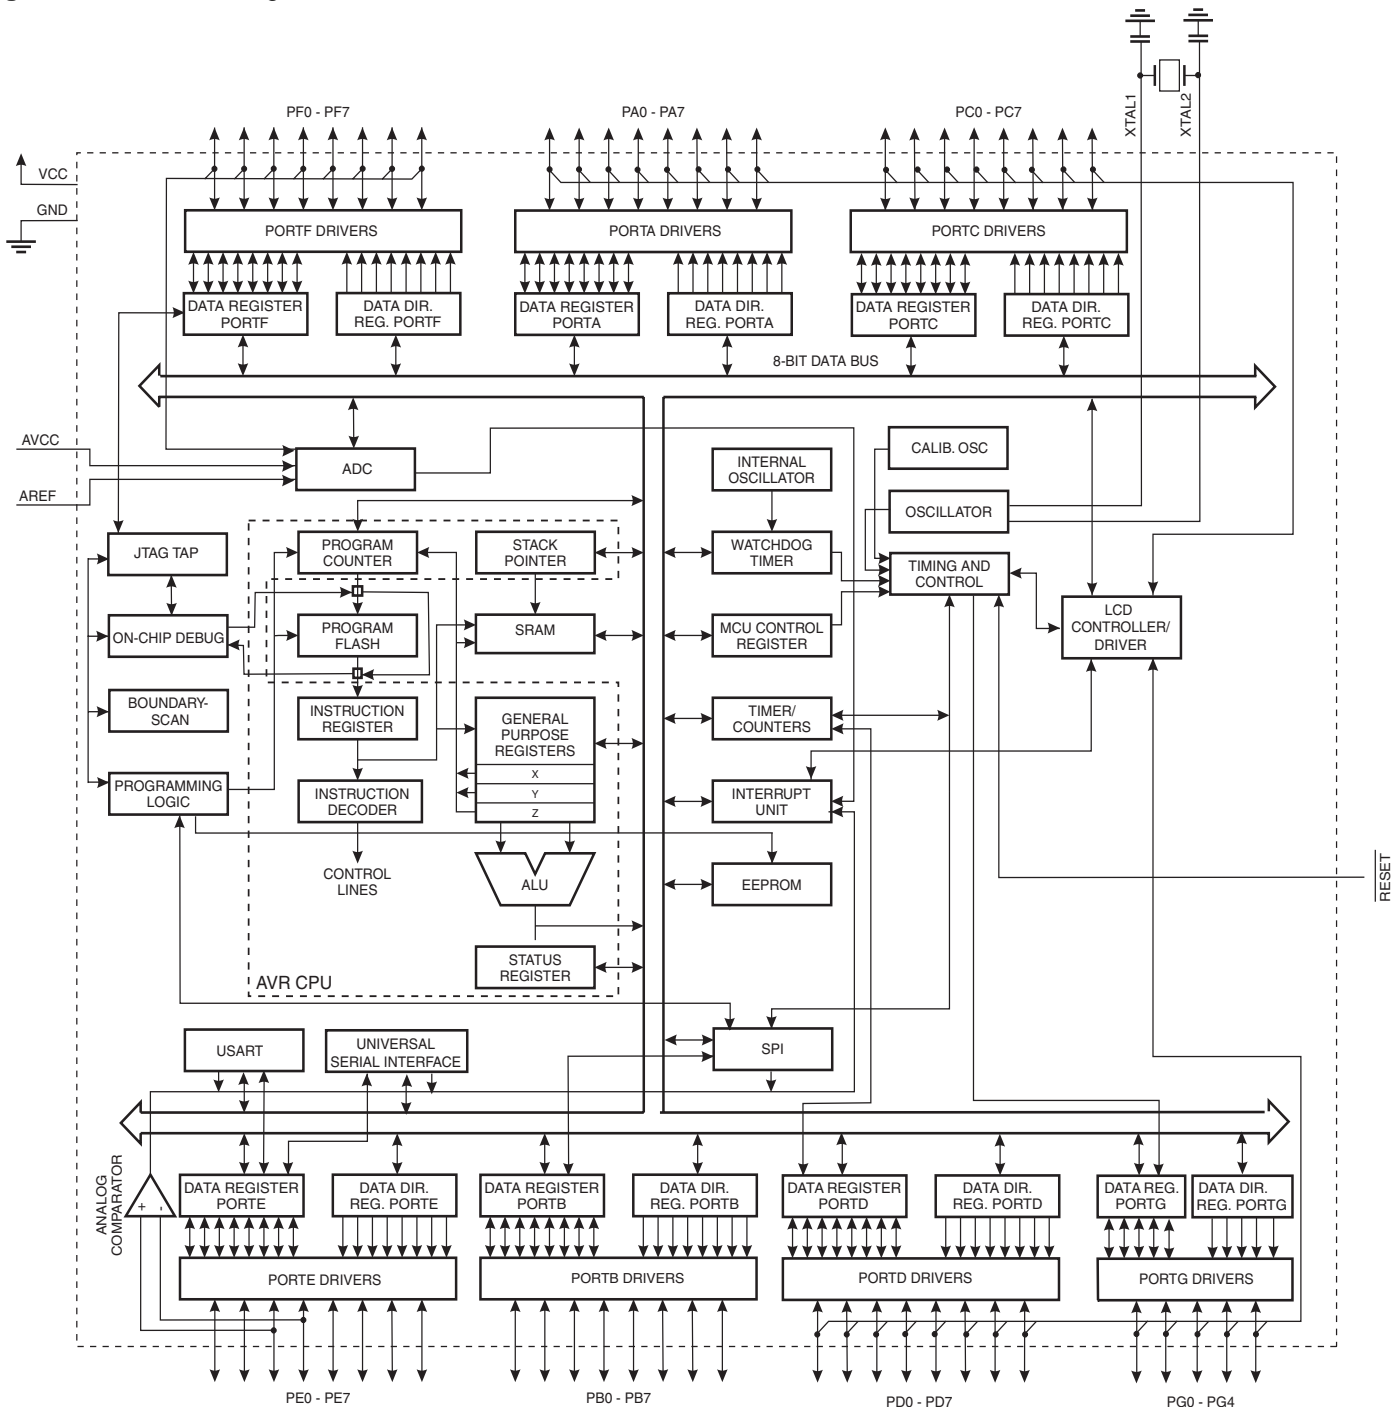 XTAL1
XTAL2
PF0 - PF7
PA0 - PA7
PC0 - PC7
VCC
GND
PORTF DRIVERS
PORTA DRIVERS
PORTC DRIVERS
DATA REGISTER
PORTF
DATA DIR.
REG. PORTF
DATA REGISTER
PORTA
DATA DIR.
REG. PORTA
DATA REGISTER
PORTC
DATA DIR.
REG. PORTC
8-BIT DATA BUS
AVCC
AREF
ADC
INTERNAL
OSCILLATOR
CALIB. OSC
OSCILLATOR
JTAG TAP
PROGRAM
COUNTER
STACK
POINTER
WATCHDOG
TIMER
TIMING AND
CONTROL
ON-CHIP DEBUG
PROGRAM
FLASH
SRAM
MCU CONTROL
REGISTER
LCD
CONTROLLER/
DRIVER
BOUNDARY-
SCAN
INSTRUCTION
REGISTER
GENERAL
PURPOSE
REGISTERS
X
Y
Z
TIMER/
COUNTERS
PROGRAMMING
LOGIC
INSTRUCTION
DECODER
INTERRUPT
UNIT
CONTROL
LINES
ALU
EEPROM
RESET
STATUS
REGISTER
AVR CPU
USART
UNIVERSAL
SERIAL INTERFACE
SPI
ANALOG
COMPARATOR
+
-
DATA REGISTER
PORTE
DATA DIR.
REG. PORTE
DATA REGISTER
PORTB
DATA DIR.
REG. PORTB
DATA REGISTER
PORTD
DATA DIR.
REG. PORTD
DATA REG.
PORTG
DATA DIR.
REG. PORTG
PORTE DRIVERS
PORTB DRIVERS
PORTD DRIVERS
PORTG DRIVERS
PE0 - PE7
PB0 - PB7
PD0 - PD7
PG0 - PG4